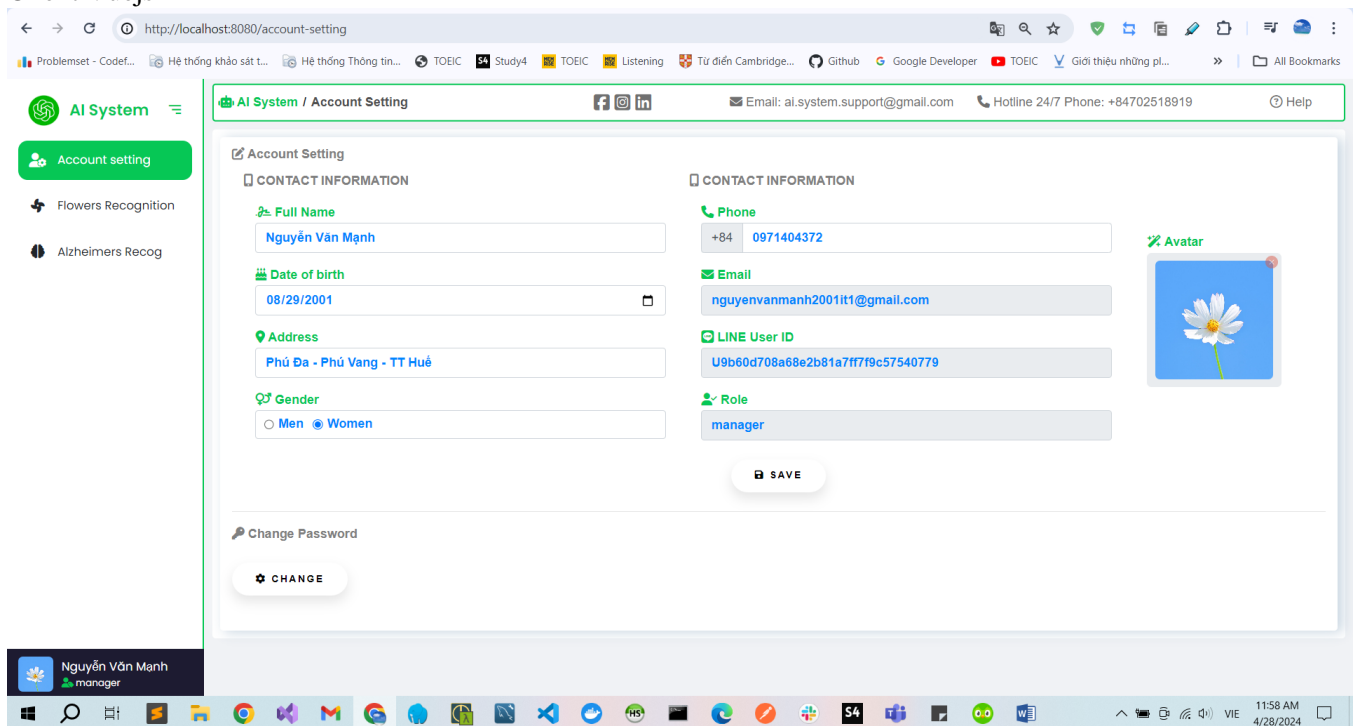 http://localhost:8080/account-setting
Problemset - Codef... Hệ thống khảo sát t... Hệ thống Thông tin... TOEIC S4 Study4 TOEIC Listening Từ điển Cambridge... Github Google Developer TOEIC Giới thiệu những pl... » All Bookmarks
AI System
AI System / Account Setting Email: ai.system.support@gmail.com Hotline 24/7 Phone: +84702518919 Help
Account setting
Flowers Recognition
Alzheimers Recog
Account Setting
CONTACT INFORMATION CONTACT INFORMATION
Full Name Phone
Nguyễn Văn Mạnh +84 0971404372
Avatar
Date of birth Email
08/29/2001 nguyenvanmanh2001it1@gmail.com
Address LINE User ID
Phú Đa - Phú Vang - TT Huế U9b60d708a68e2b81a7ff7f9c57540779
Gender Role
Men Women manager
SAVE
Change Password
CHANGE
Nguyễn Văn Mạnh
manager
HS S4 VIE 11:58 AM
4/28/2024